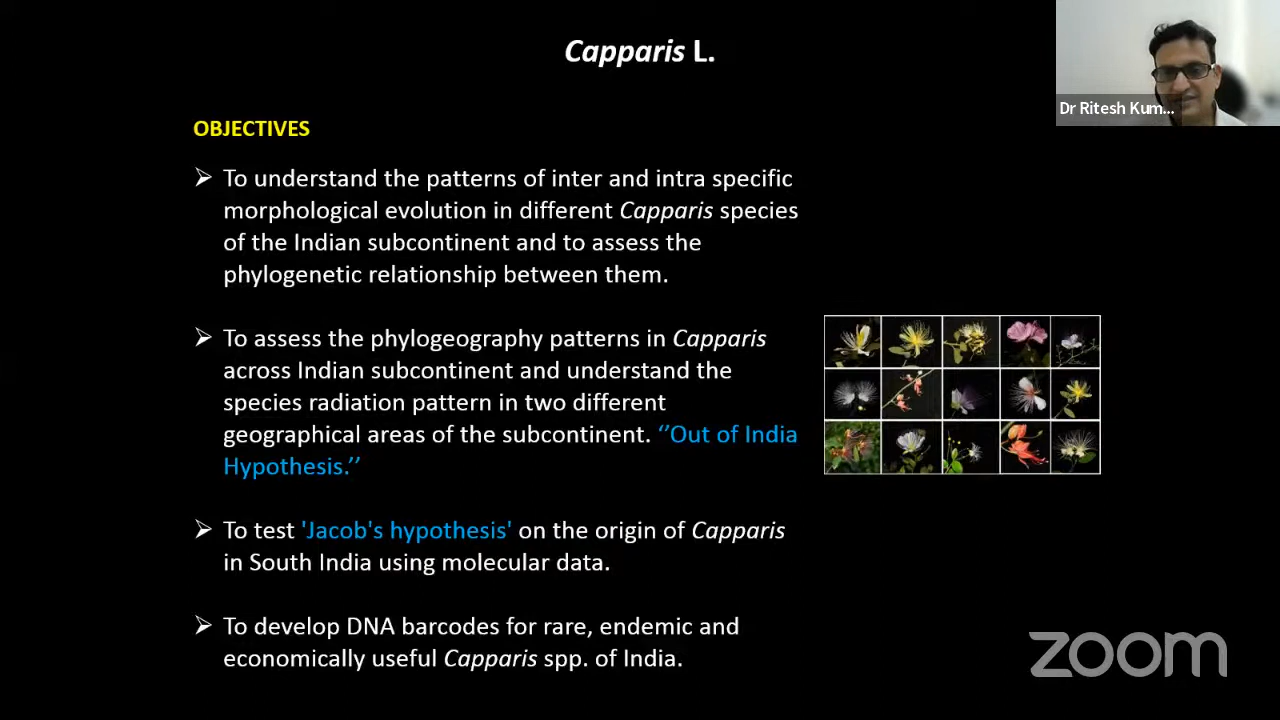 Capparis L.
Dr Ritesh Kum...
OBJECTIVES
➢ To understand the patterns of inter and intra specific
morphological evolution in different Capparis species
of the Indian subcontinent and to assess the
phylogenetic relationship between them.
➢ To assess the phylogeography patterns in Capparis
across Indian subcontinent and understand the
species radiation pattern in two different
geographical areas of the subcontinent. ‘’Out of India
Hypothesis.’’
➢ To test 'Jacob's hypothesis' on the origin of Capparis
in South India using molecular data.
➢ To develop DNA barcodes for rare, endemic and
economically useful Capparis spp. of India.
zoom